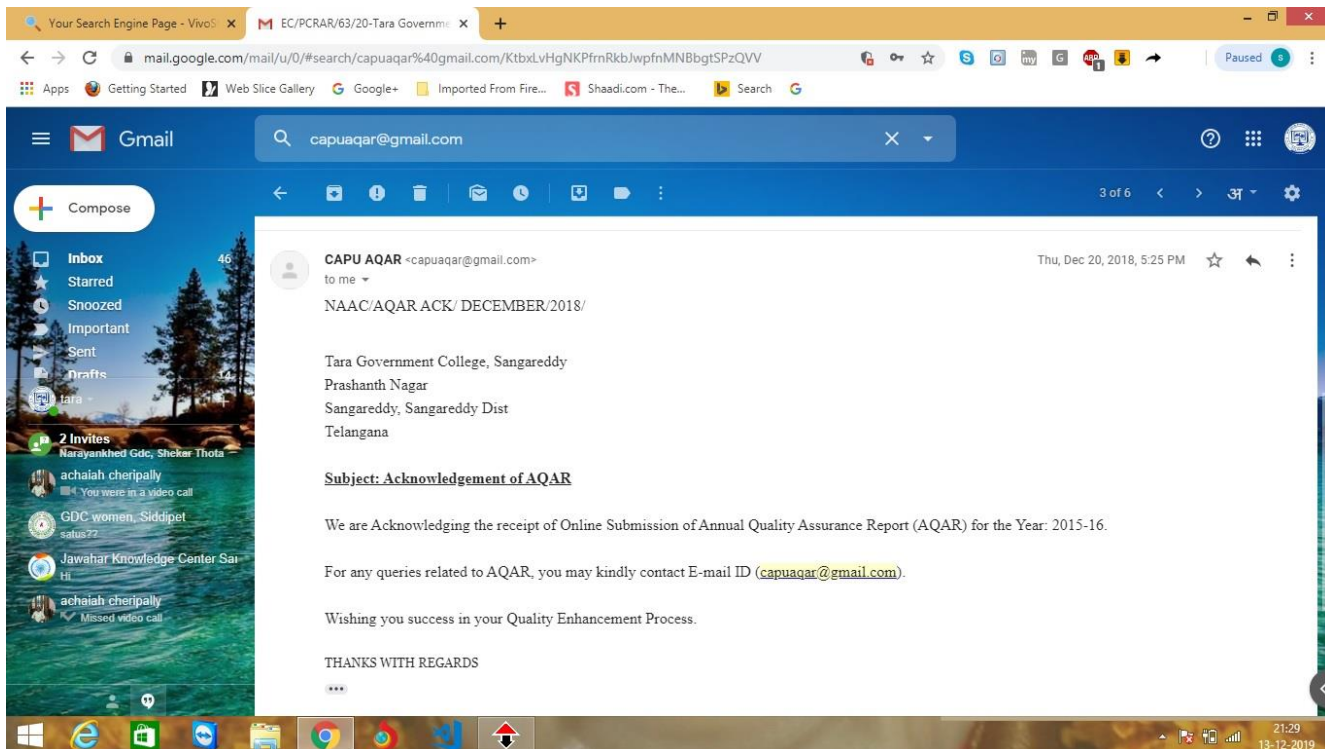 Your Search Engine Page - VivoS
EC/PCRAR/63/20-Tara Governme
mail.google.com/mail/u/0/#search/capuaqar%40gmail.com/KtbxLvHgNKPfrnRkbJwpfnMNBbgtSPzQVV
Paused
Apps Getting Started Web Slice Gallery Google+ Imported From Fire... Shaadi.com - The... Search
Gmail
capuaqar@gmail.com
Compose
3 of 6
अ
Inbox 46
Starred
Snoozed
Important
Sent
Drafts
tara
2 Invites
Narayankhed Gdc, Shekar Thota
achaiah cheripally
You were in a video call
GDC women, Siddipet
satus??
Jawahar Knowledge Center Sar
Hi
achaiah cheripally
Missed video call
CAPU AQAR <capuaqar@gmail.com>
Thu, Dec 20, 2018, 5:25 PM
to me
NAAC/AQAR ACK/ DECEMBER/2018/
Tara Government College, Sangareddy
Prashanth Nagar
Sangareddy, Sangareddy Dist
Telangana
Subject: Acknowledgement of AQAR
We are Acknowledging the receipt of Online Submission of Annual Quality Assurance Report (AQAR) for the Year: 2015-16.
For any queries related to AQAR, you may kindly contact E-mail ID (capuaqar@gmail.com).
Wishing you success in your Quality Enhancement Process.
THANKS WITH REGARDS
21:29
13-12-2019